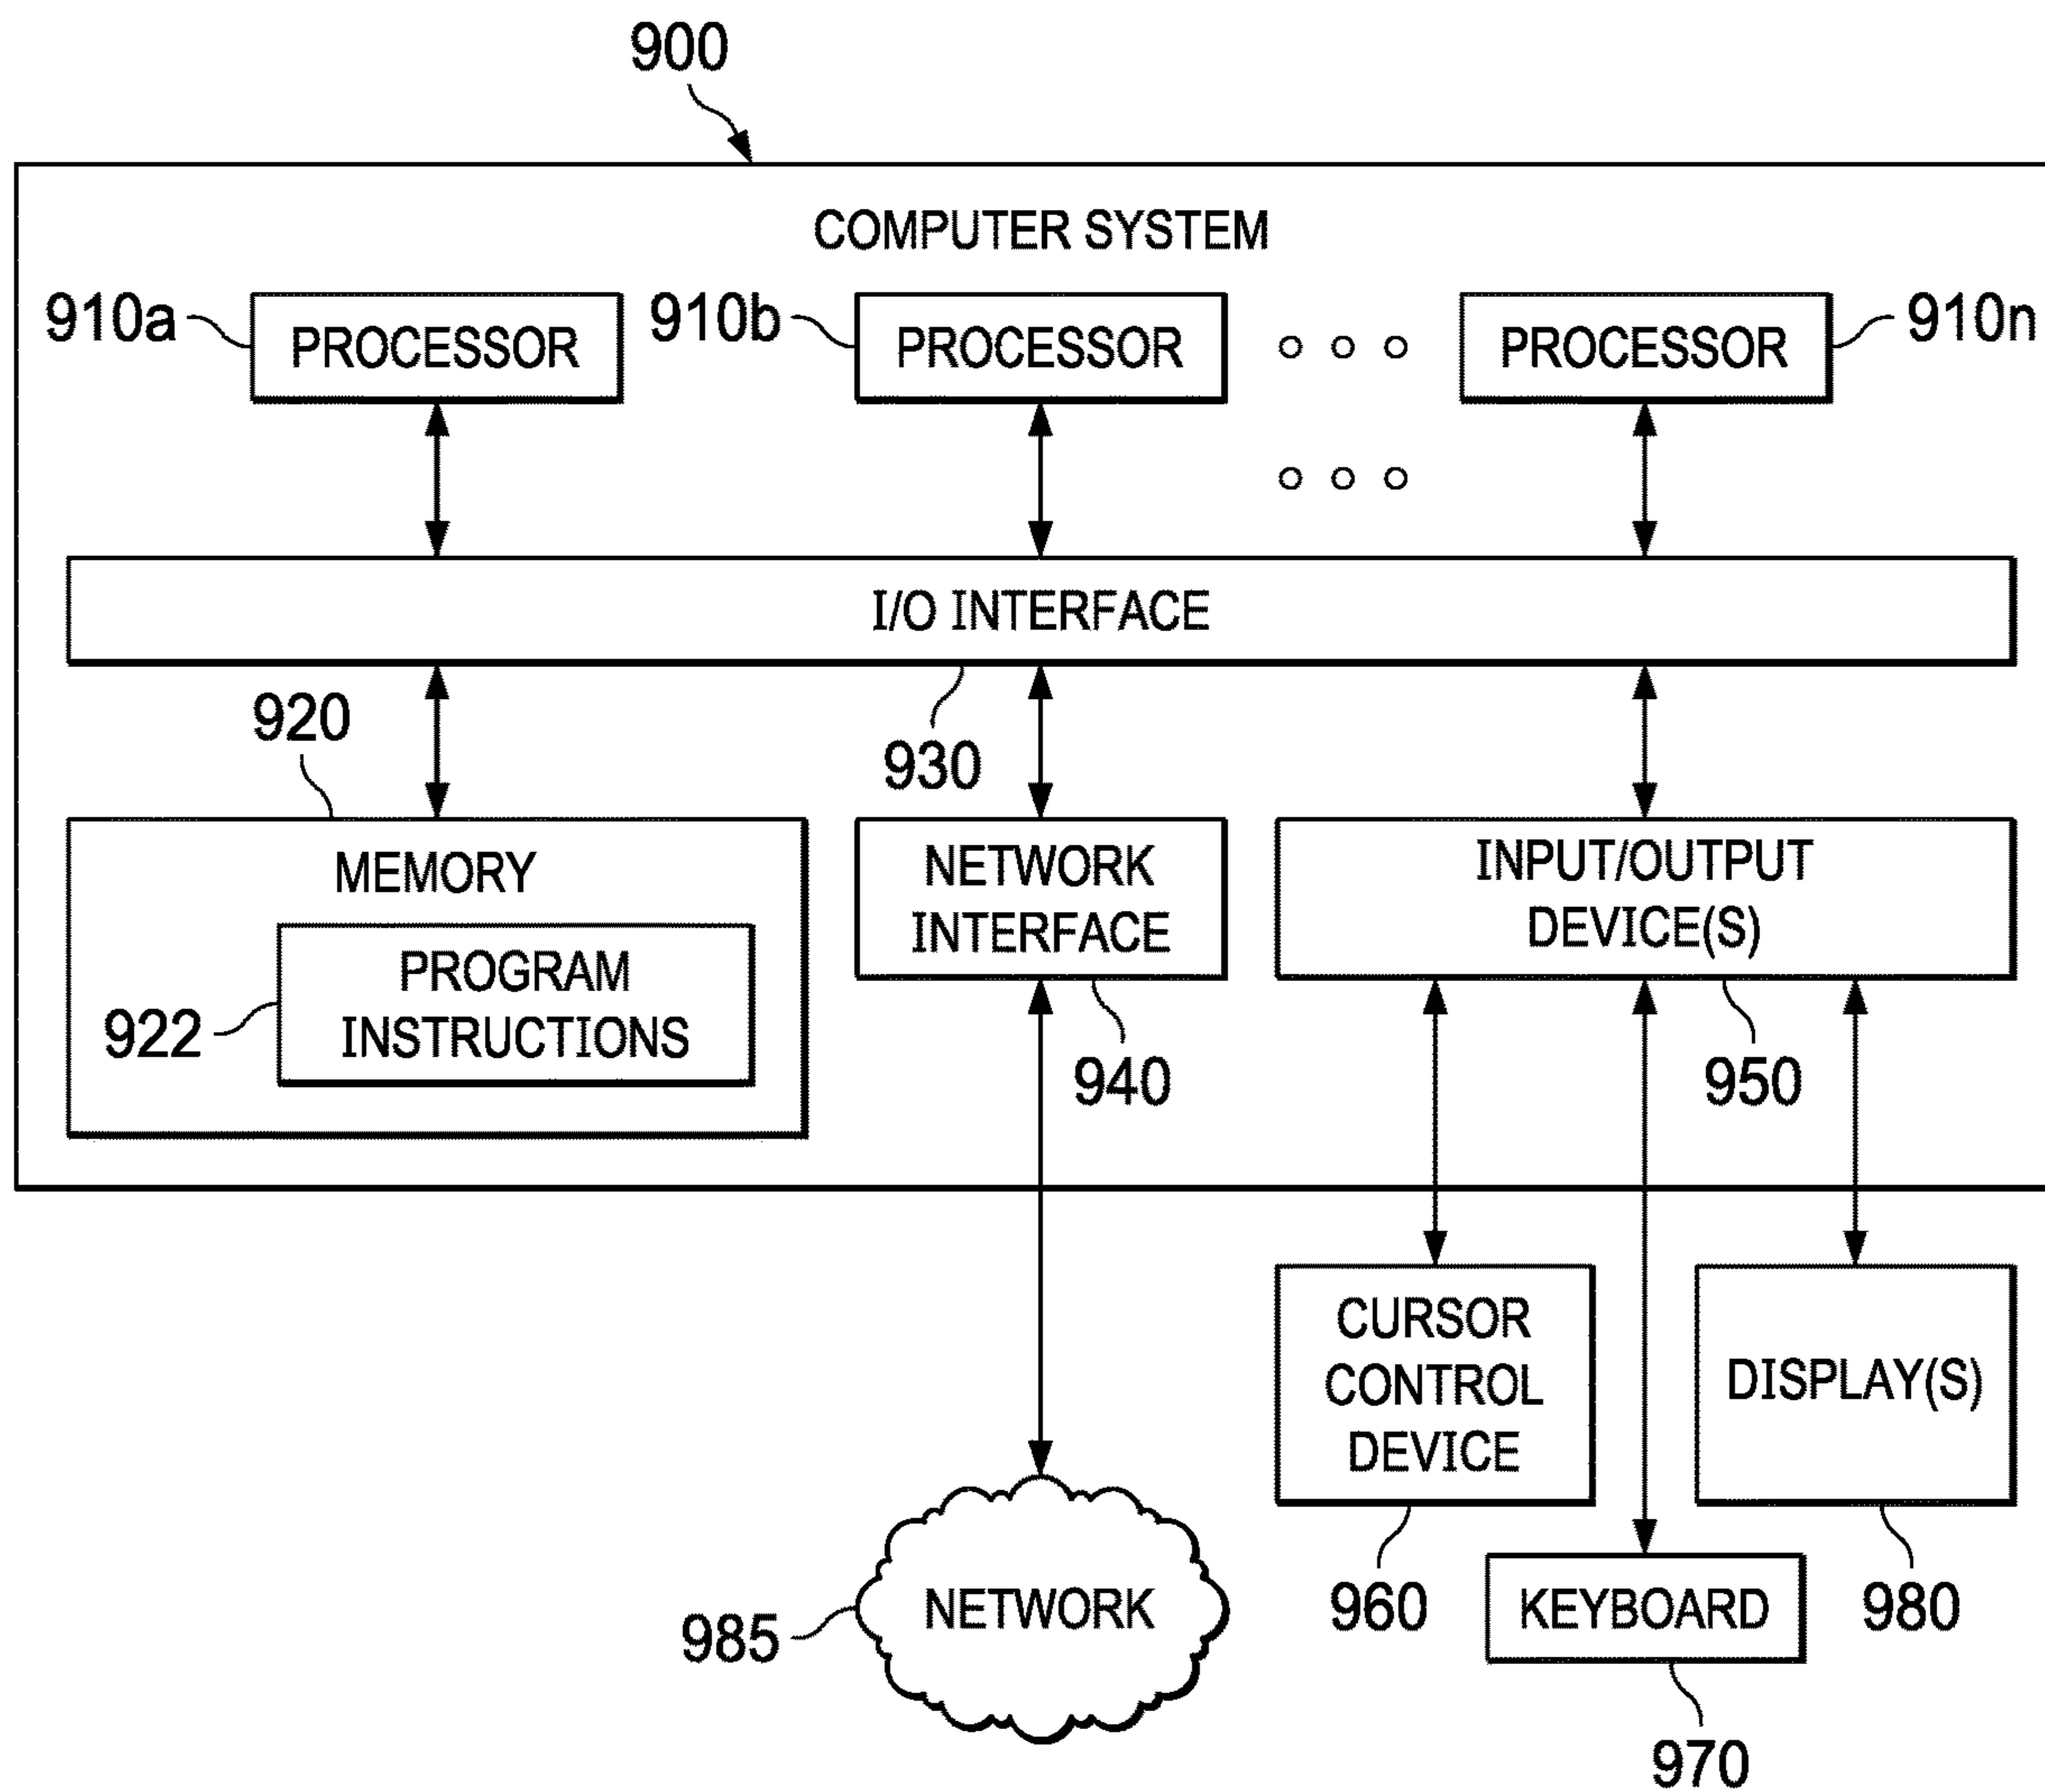 900
COMPUTER SYSTEM
910a
PROCESSOR
910b
PROCESSOR
PROCESSOR
910n
I/O INTERFACE
920
930
MEMORY
PROGRAM
INSTRUCTIONS
922
NETWORK
INTERFACE
940
INPUT/OUTPUT
DEVICE(S)
950
CURSOR
CONTROL
DEVICE
960
DISPLAY(S)
980
KEYBOARD
970
NETWORK
985